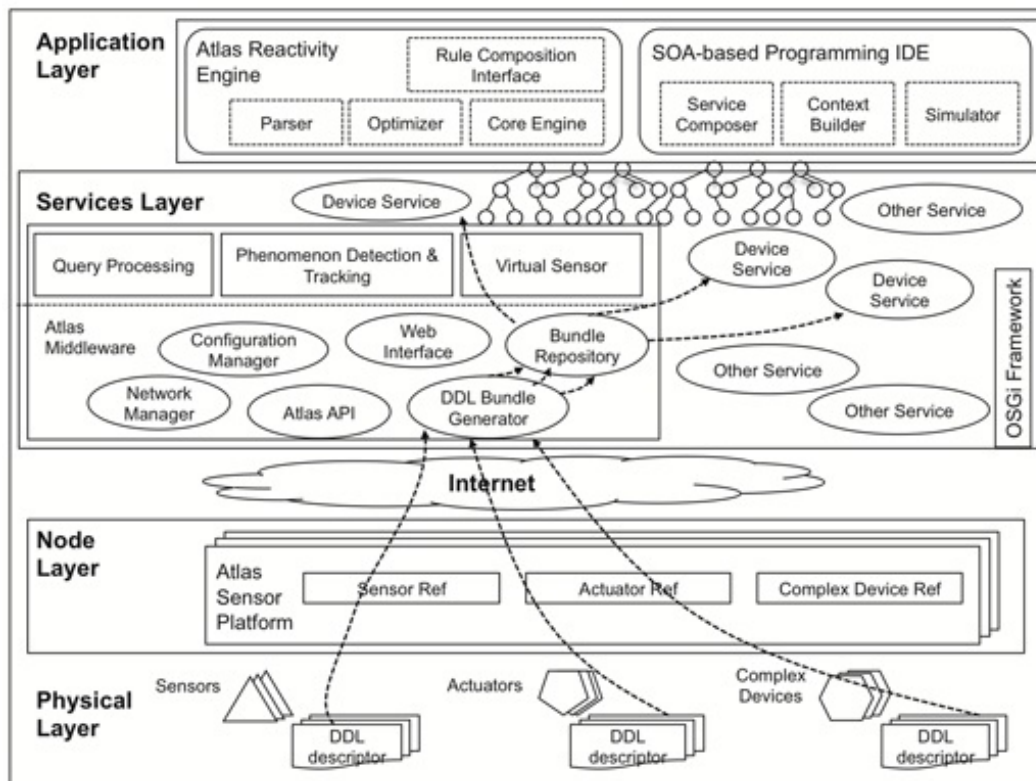 Application
Layer
Atlas Reactivity
Engine
Rule Composition
Interface
Parser
Optimizer
Core Engine
SOA-based Programming IDE
Service
Composer
Context
Builder
Simulator
Services Layer
Device Service
Other Service
Query Processing
Phenomenon Detection &
Tracking
Virtual Sensor
Device
Service
Device
Service
Atlas
Middleware
Configuration
Manager
Web
Interface
Bundle
Repository
Network
Manager
Atlas API
DDL Bundle
Generator
Other Service
Other Service
OSGi Framework
Internet
Node
Layer
Atlas
Sensor
Platform
Sensor Ref
Actuator Ref
Complex Device Ref
Physical
Layer
Sensors
Actuators
Complex
Devices
DDL
descriptor
DDL
descriptor
DDL
descriptor